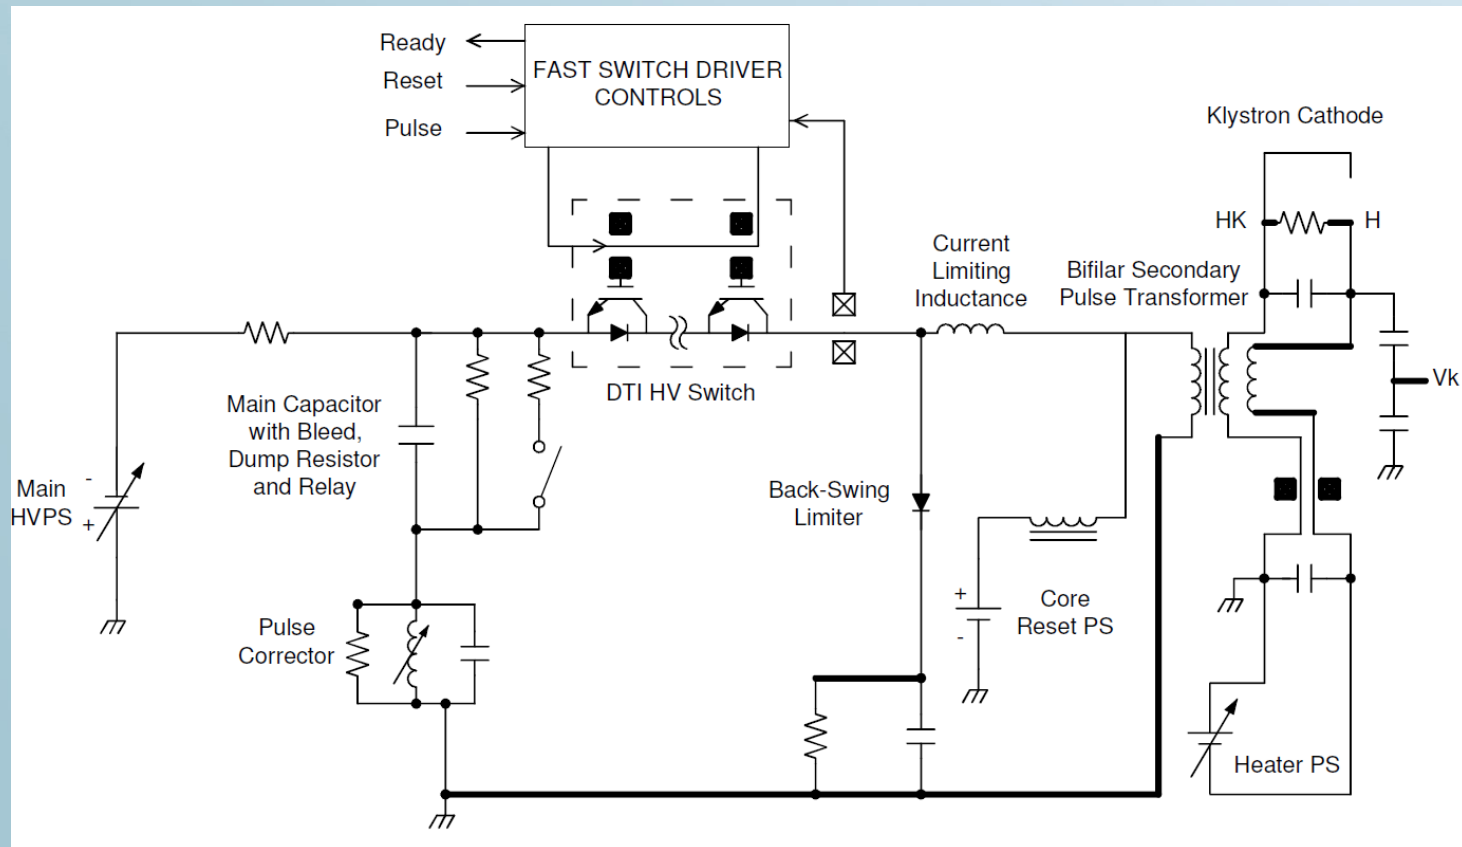 Ready
Reset
Pulse
FAST SWITCH DRIVER
CONTROLS
Klystron Cathode
HK
H
Current
Limiting
Inductance
Bifilar Secondary
Pulse Transformer
DTI HV Switch
Vk
Main Capacitor
with Bleed,
Dump Resistor
and Relay
Main
HVPS
-
+
Back-Swing
Limiter
+
-
Core
Reset PS
Pulse
Corrector
Heater PS